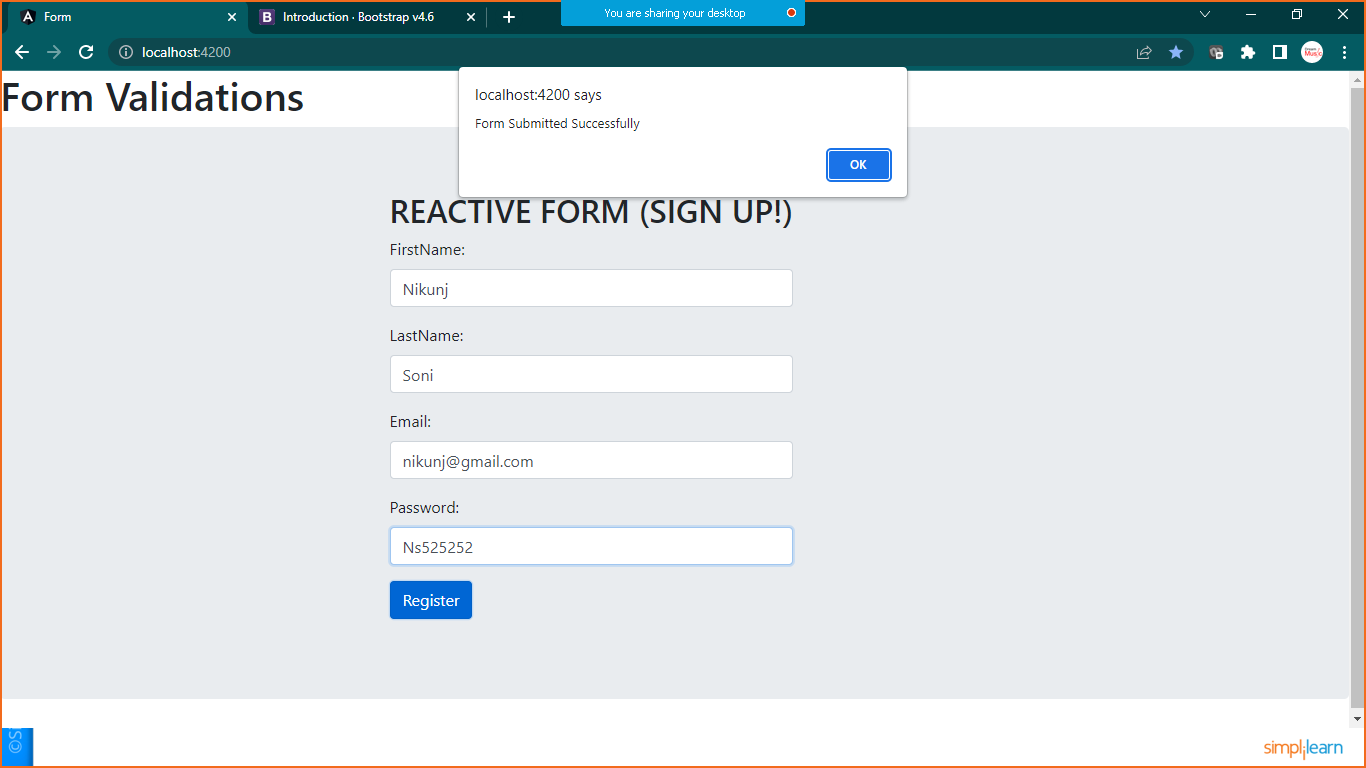 Form
Introduction · Bootstrap v4.6
You are sharing your desktop
localhost:4200
Form Validations
localhost:4200 says
Form Submitted Successfully
OK
REACTIVE FORM (SIGN UP!)
FirstName:
Nikunj
LastName:
Soni
Email:
nikunj@gmail.com
Password:
Ns525252
Register
©S
simplilearn